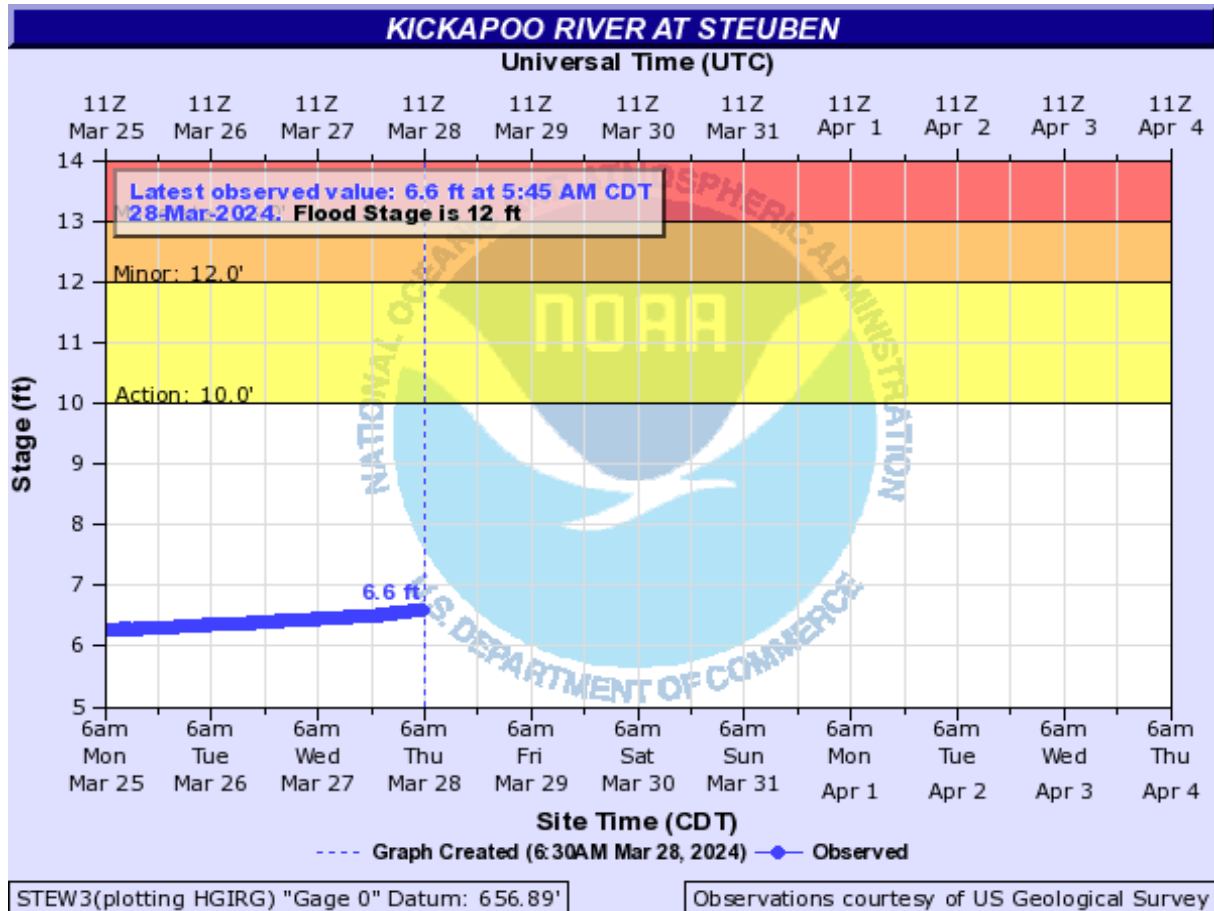 KICKAPOO RIVER AT STEUBEN
Universal Time (UTC)
11Z 11Z 11Z 11Z 11Z 11Z 11Z 11Z 11Z 11Z 11Z
Mar 25 Mar 26 Mar 27 Mar 28 Mar 29 Mar 30 Mar 31 Apr 1 Apr 2 Apr 3 Apr 4
14
Latest observed value: 6.6 ft at 5:45 AM CDT
28-Mar-2024. Flood Stage is 12 ft
13
Minor: 12.0'
12
11
Action: 10.0'
10
9
8
7
6
5
Stage (ft)
6.6 ft
NATIONAL OCEANIC AND ATMOSPHERIC ADMINISTRATION
NOAA
U.S. DEPARTMENT OF COMMERCE
6am 6am 6am 6am 6am 6am 6am 6am 6am 6am 6am
Mon Tue Wed Thu Fri Sat Sun Mon Tue Wed Thu
Mar 25 Mar 26 Mar 27 Mar 28 Mar 29 Mar 30 Mar 31 Apr 1 Apr 2 Apr 3 Apr 4
Site Time (CDT)
Graph Created (6:30AM Mar 28, 2024) Observed
STEW3(plotting HGIRG) "Gage 0" Datum: 656.89'
Observations courtesy of US Geological Survey